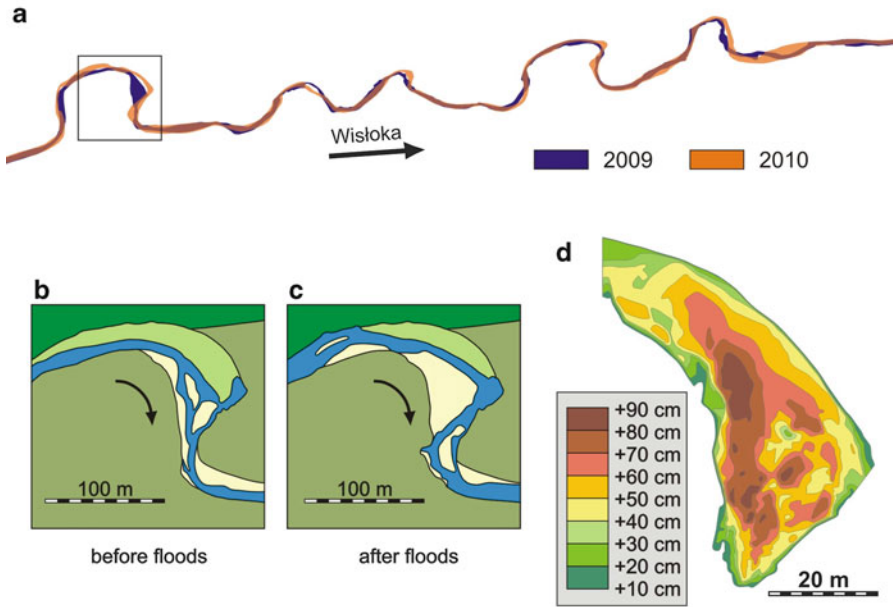 a
Wisłoka
2009
2010
b
c
d
100 m
100 m
before floods
after floods
+90 cm
+80 cm
+70 cm
+60 cm
+50 cm
+40 cm
+30 cm
+20 cm
+10 cm
20 m